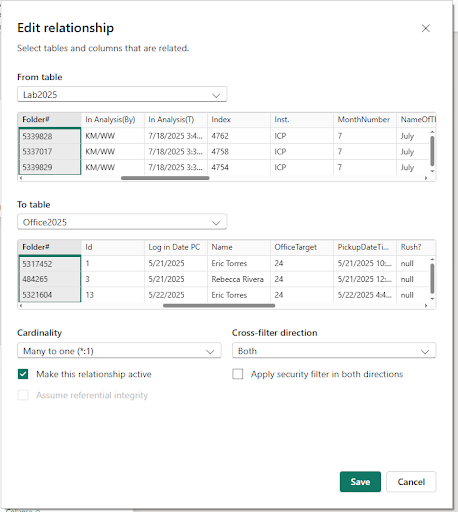 Edit relationship
Select tables and columns that are related.
From table
Lab2025
Folder# In Analysis(By) In Analysis(T) Index Inst. MonthNumber
5339828 KM/WW 7/18/2025 3:4... 4762 ICP 7 July
5337017 KM/WW 7/18/2025 3:3... 4758 ICP 7 July
5339829 KM/WW 7/18/2025 3:3... 4754 ICP 7 July
To table
Office2025
Folder# Id Log in Date PC Name OfficeTarget PickupDateTi... Rush?
5317452 1 5/21/2025 Eric Torres 24 5/21/2025 10:... null
484265 3 5/21/2025 Rebecca Rivera 24 5/21/2025 12:... null
5321604 13 5/22/2025 Eric Torres 24 5/22/2025 4:4... null
Cardinality Cross-filter direction
Many to one (*:1) Both
Make this relationship active Apply security filter in both directions
Assume referential integrity
Save Cancel